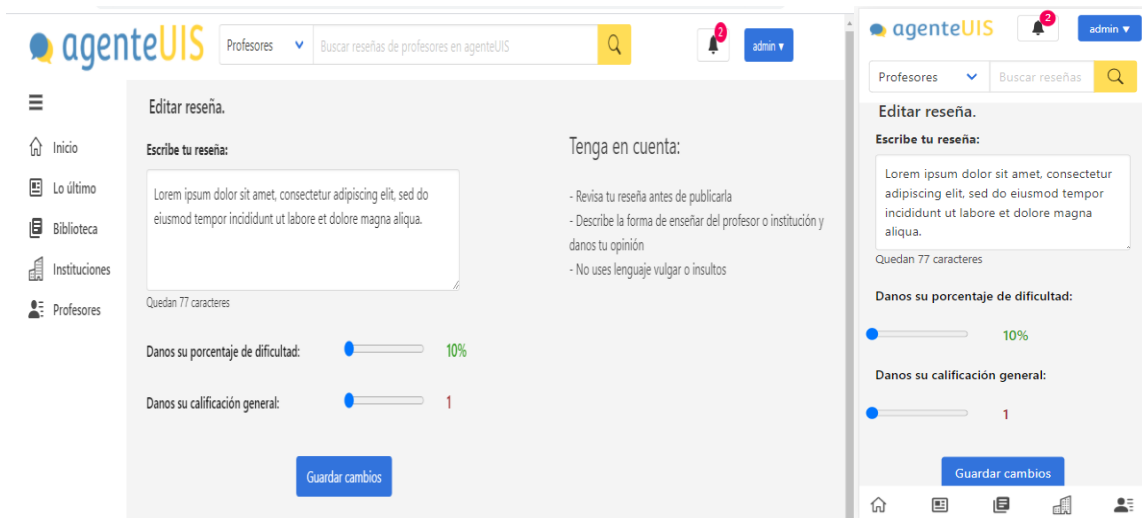 agenteUIS
Profesores
Buscar reseñas de profesores en agenteUIS
2
admin ▾
Inicio
Lo último
Biblioteca
Instituciones
Profesores
Editar reseña.
Escribe tu reseña:
Lorem ipsum dolor sit amet, consectetur adipiscing elit, sed do
eiusmod tempor incididunt ut labore et dolore magna aliqua.
Quedan 77 caracteres
Danos su porcentaje de dificultad:
10%
Danos su calificación general:
1
Guardar cambios
Tenga en cuenta:
- Revisa tu reseña antes de publicarla
- Describe la forma de enseñar del profesor o institución y
danos tu opinión
- No uses lenguaje vulgar o insultos
agenteUIS
2
admin ▾
Profesores
Buscar reseñas
Editar reseña.
Escribe tu reseña:
Lorem ipsum dolor sit amet, consectetur
adipiscing elit, sed do eiusmod tempor
incididunt ut labore et dolore magna
aliqua.
Quedan 77 caracteres
Danos su porcentaje de dificultad:
10%
Danos su calificación general:
1
Guardar cambios